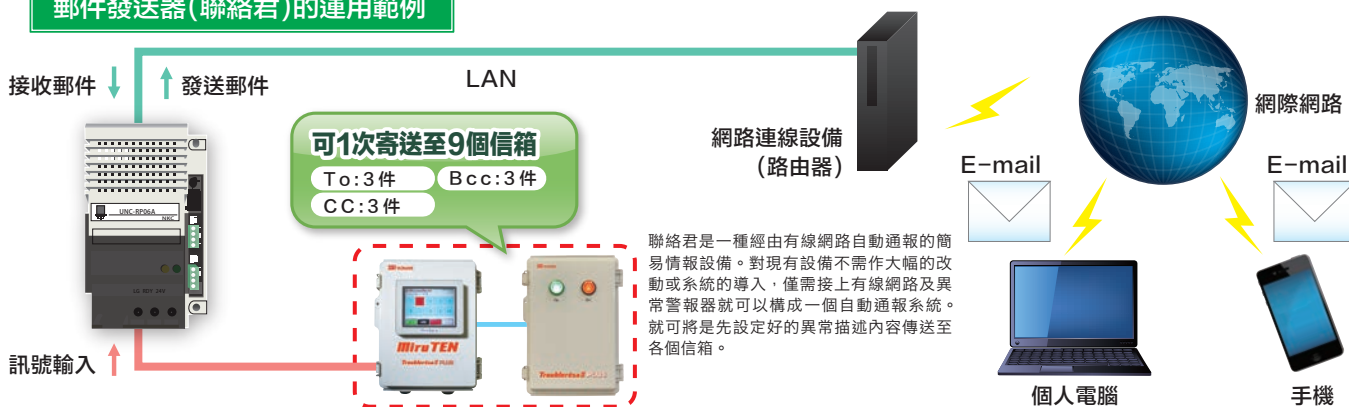 郵件發送器(聯絡君)的運用範例
接收郵件
發送郵件
LAN
網路連線設備
(路由器)
網際網路
E-mail
E-mail
可1次寄送至9個信箱
To:3件
Bcc:3件
CC:3件
UNC-RP06A
NKC
訊號輸入
MiruTEN
聯絡君是一種經由有線網路自動通報的簡
易情報設備。對現有設備不需作大幅的改
動或系統的導入，僅需接上有線網路及異
常警報器就可以構成一個自動通報系統。
就可將是先設定好的異常描述內容傳送至
各個信箱。
個人電腦
手機